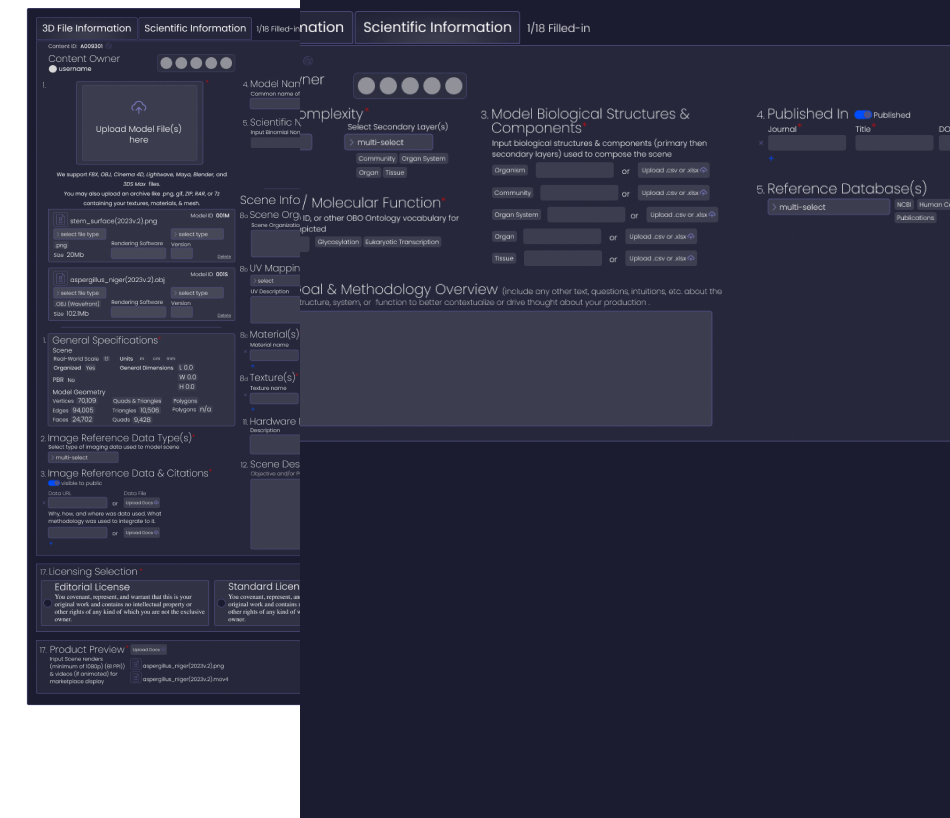 3D File Information
Scientific Information
1/18 Filled-in
Content ID: A009301
Content Owner
username
1.
Upload Model File(s)
here
We support FBX, OBJ, Cinema 4D, Lightwave, Maya, Blender, and
3DS Max files.
You may also upload an archive like .png, gif, ZIP, RAR, or 7z
containing your textures, materials, & mesh.
Model ID 001M
stem_surface(2023v.2).png
select file type
select type
.png
Rendering Software
Version
Size 20Mb
Delete
Model ID 001S
aspergillus_niger(2023v.2).obj
select file type
select type
.OBJ (Wavefront)
Rendering Software
Version
Size 102.1Mb
Delete
1. General Specifications
Scene
Real-World Scale
Units m cm mm
Organized Yes
General Dimensions L 0.0
PBR No
W 0.0
H 0.0
Model Geometry
Vertices 70,109
Quads & Triangles
Polygons
Edges 94,005
Triangles 10,506
Polygons n/a
Faces 24,702
Quads 9,428
2. Image Reference Data Type(s)*
Select type of imaging data used to model scene
multi-select
3. Image Reference Data & Citations*
visible to public
Data URL
Data File
or
Upload Docs
Why, how, and where was data used. What
methodology was used to integrate to it.
or
Upload Docs
4. Model Nam
Common name of
5. Scientific N
Input Binomial Nom
Scene Info
8a Scene Org
Scene Organizatio
8b UV Mappin
select
UV Description
8c Material(s)
Material name
8d Texture(s)*
Texture name
11. Hardware
Description
12. Scene Des
Objective and/or P
17. Licensing Selection*
Editorial License
You covenant, represent, and warrant that this is your
original work and contains no intellectual property or
other rights of any kind of which you are not the exclusive
owner.
Standard Licen
You covenant, represent, an
original work and contains
other rights of any kind of w
owner.
17. Product Preview*
Upload Docs
Input Scene renders
(minimum of 1080p) (81 PPI))
& videos (if animated) for
marketplace display
aspergillus_niger(2023v.2).png
aspergillus_niger(2023v.2).mov4
mation
Scientific Information
1/18 Filled-in
ner
omplexity*
Select Secondary Layer(s)
multi-select
Community
Organ System
Organ
Tissue
/ Molecular Function*
ID, or other OBO Ontology vocabulary for
picted
Glycosylation
Eukaryotic Transcription
3. Model Biological Structures &
Components*
Input biological structures & components (primary then
secondary layers) used to compose the scene
Organism
or
Upload .csv or .xlsx
Community
or
Upload .csv or .xlsx
Organ System
or
Upload .csv or .xlsx
Organ
or
Upload .csv or .xlsx
Tissue
or
Upload .csv or .xlsx
oal & Methodology Overview (include any other text, questions, intuitions, etc. about the
tructure, system, or function to better contextualize or drive thought about your production .
4. Published In
Published
Journal*
Title*
DO
5. Reference Database(s)
multi-select
NCBI
Human C
Publications